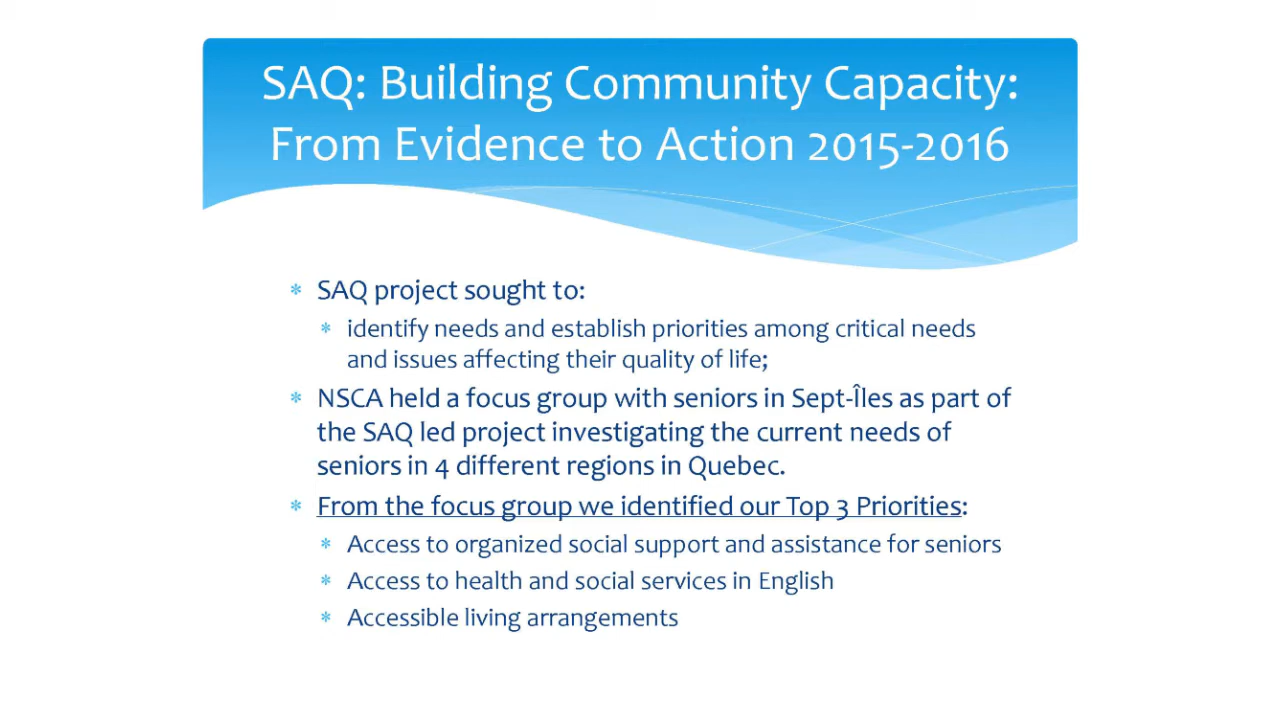 SAQ: Building Community Capacity:
From Evidence to Action 2015-2016
* SAQ project sought to:
* identify needs and establish priorities among critical needs
and issues affecting their quality of life;
* NSCA held a focus group with seniors in Sept-Îles as part of
the SAQ led project investigating the current needs of
seniors in 4 different regions in Quebec.
* From the focus group we identified our Top 3 Priorities:
* Access to organized social support and assistance for seniors
* Access to health and social services in English
* Accessible living arrangements